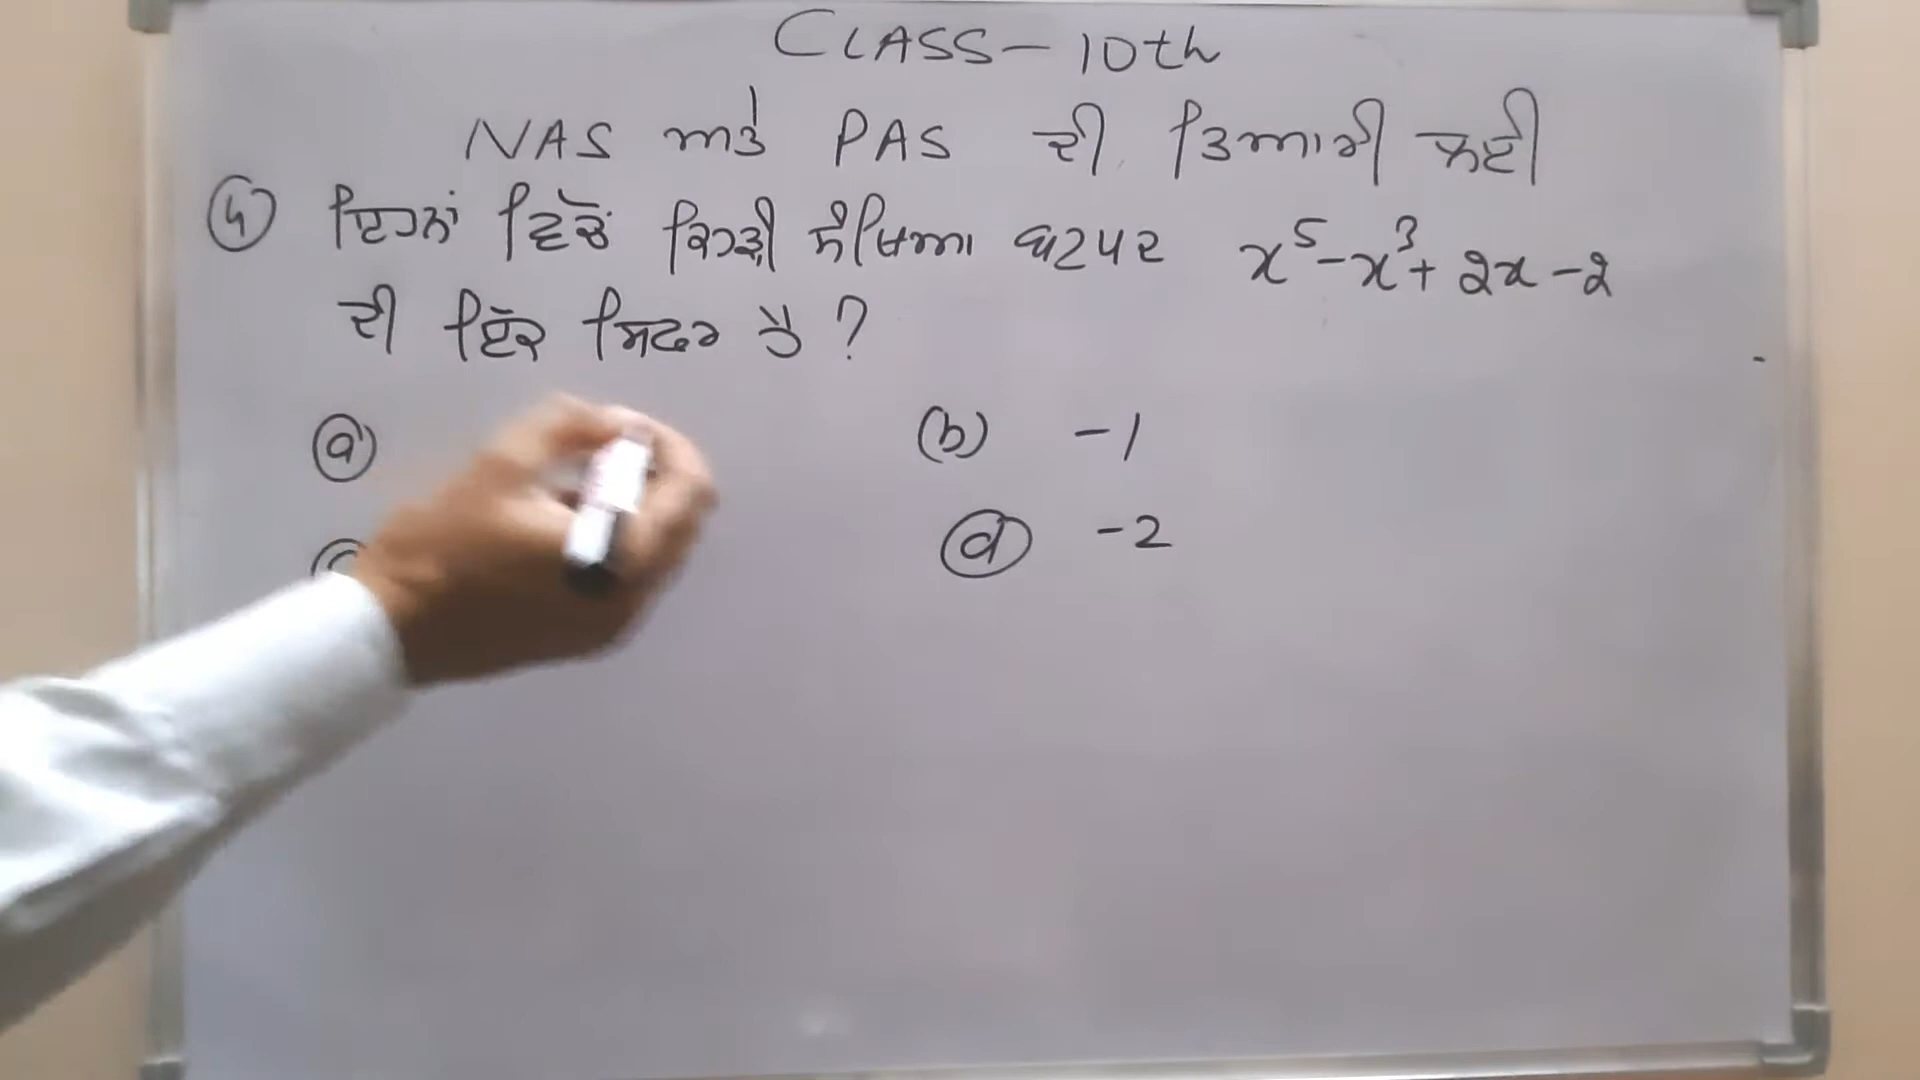 CLASS – 10th
NAS ਅਤੇ PAS ਦੀ ਤਿਆਰੀ ਲਈ
④ ਇਹਨਾਂ ਵਿੱਚੋਂ ਕਿਹੜੀ ਸੰਖਿਆ ਬਹੁਪਦ x⁵ - x³ + 2x - 2
ਦੀ ਇੱਕ ਸਿਫਰ ਹੈ ?
ⓐ (b) -1
ⓓ -2